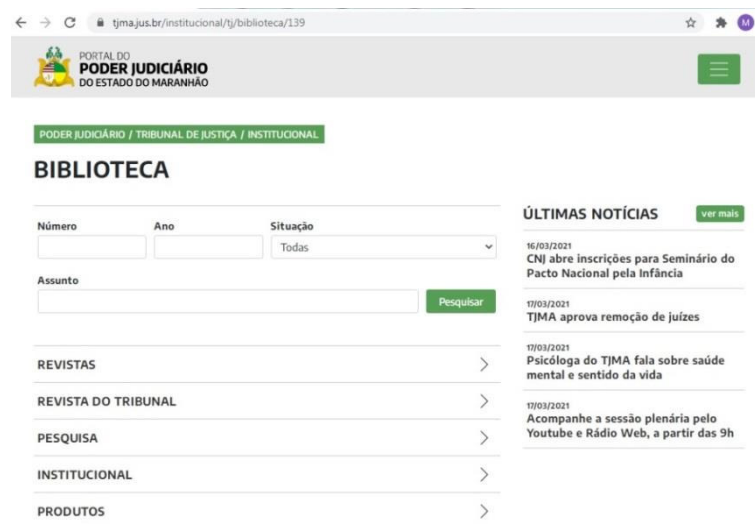 tjma.jus.br/institucional/tj/biblioteca/139
M
PORTAL DO
PODER JUDICIÁRIO
DO ESTADO DO MARANHÃO
PODER JUDICIÁRIO / TRIBUNAL DE JUSTIÇA / INSTITUCIONAL
BIBLIOTECA
Número Ano Situação
Todas
Assunto
Pesquisar
REVISTAS
REVISTA DO TRIBUNAL
PESQUISA
INSTITUCIONAL
PRODUTOS
ÚLTIMAS NOTÍCIAS ver mais
16/03/2021
CNJ abre inscrições para Seminário do
Pacto Nacional pela Infância
17/03/2021
TJMA aprova remoção de juízes
17/03/2021
Psicóloga do TJMA fala sobre saúde
mental e sentido da vida
17/03/2021
Acompanhe a sessão plenária pelo
Youtube e Rádio Web, a partir das 9h